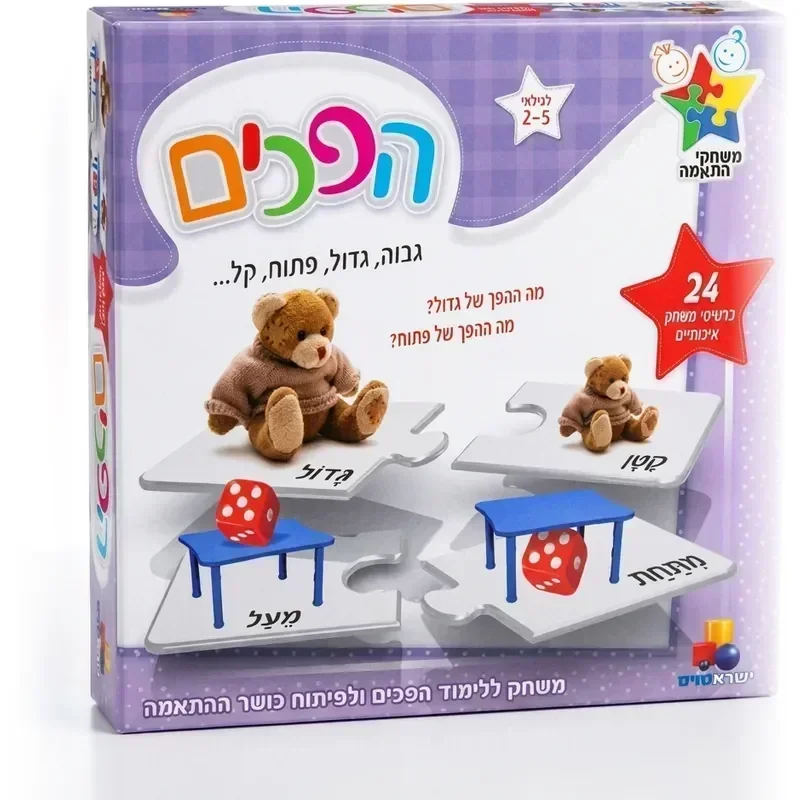 הפכים
לגילאי
2-5
משחקי
התאמה
גבוה, גדול, פתוח, קל...
מה ההפך של גדול?
מה ההפך של פתוח?
24
כרטיסי משחק
איכותיים
גָּדוֹל
קָטָן
מֵעַל
מִתַּחַת
ישראטויס
משחק ללימוד הפכים ולפיתוח כושר ההתאמה
הפכים